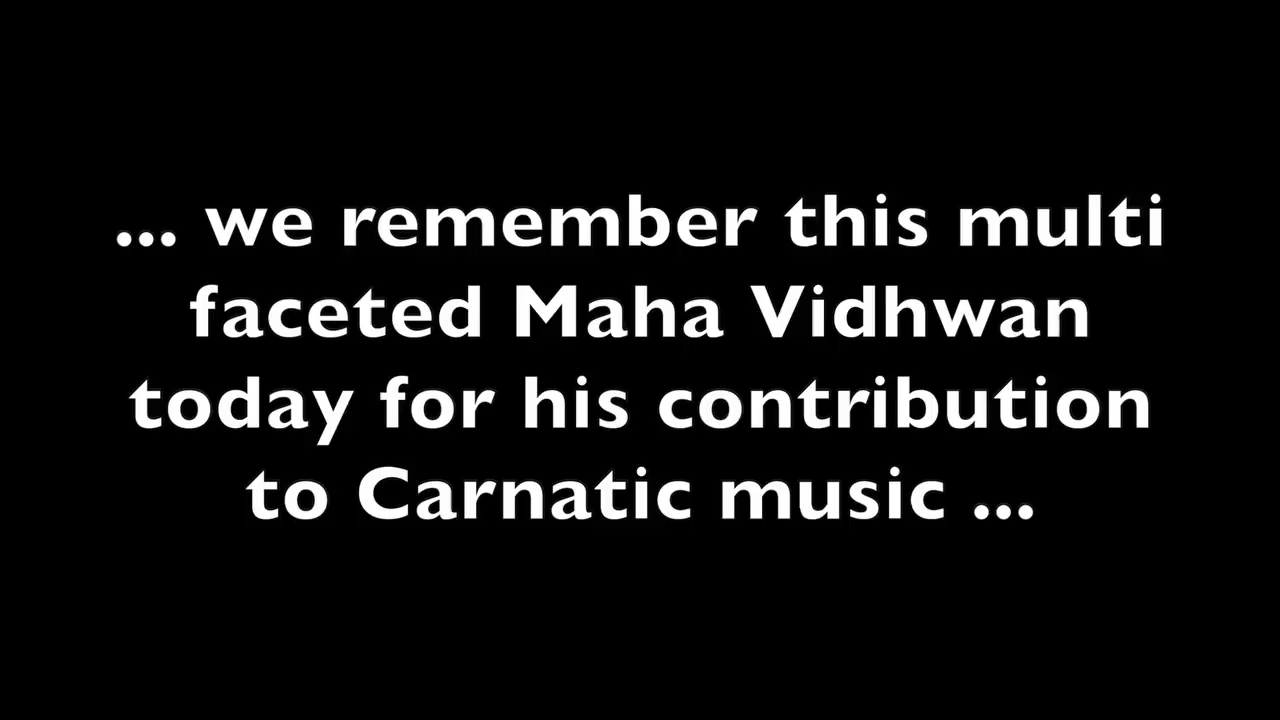 ... we remember this multi
faceted Maha Vidhwan
today for his contribution
to Carnatic music ...